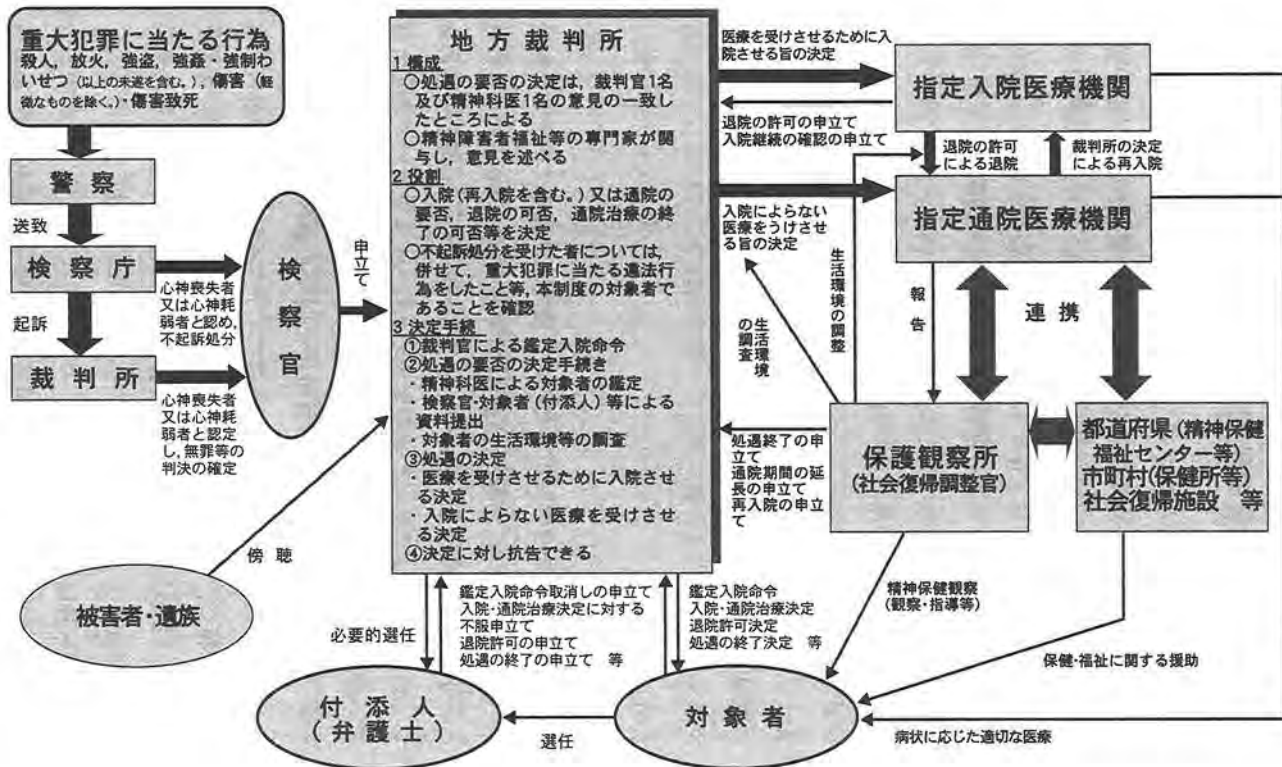 重大犯罪に当たる行為
殺人，放火，強盗，強姦・強制わ
いせつ（以上の未遂を含む。），傷害（軽
微なものを除く。）・傷害致死
警察
送致
検察庁
起訴
裁判所
心神喪失者
又は心神耗
弱者と認め，
不起訴処分
心神喪失者
又は心神耗
弱者と認定
し，無罪等の
判決の確定
検察官
申立て
被害者・遺族
傍聴
地方裁判所
1 構成
○処遇の要否の決定は，裁判官1名
及び精神科医1名の意見の一致し
たところによる
○精神障害者福祉等の専門家が関
与し，意見を述べる
2 役割
○入院（再入院を含む。）又は通院の
要否，退院の可否，通院治療の終
了の可否等を決定
○不起訴処分を受けた者については，
併せて，重大犯罪に当たる違法行
為をしたこと等，本制度の対象者で
あることを確認
3 決定手続
①裁判官による鑑定入院命令
②処遇の要否の決定手続き
・精神科医による対象者の鑑定
・検察官・対象者（付添人）等による
資料提出
・対象者の生活環境等の調査
③処遇の決定
・医療を受けさせるために入院させ
る決定
・入院によらない医療を受けさせ
る決定
④決定に対し抗告できる
医療を受けさせるために入
院させる旨の決定
退院の許可の申立て
入院継続の確認の申立て
指定入院医療機関
退院の許可
による退院
裁判所の決定
による再入院
指定通院医療機関
入院によらない
医療をうけさせ
る旨の決定
生活環境の調整
生活環境
の調査
報告
連携
処遇終了の申
立て
通院期間の延
長の申立て
再入院の申立
て
保護観察所
（社会復帰調整官）
都道府県（精神保健
福祉センター等）
市町村（保健所等）
社会復帰施設 等
精神保健観察
（観察・指導等）
保健・福祉に関する援助
病状に応じた適切な医療
必要的選任
鑑定入院命令取消しの申立て
入院・通院治療決定に対する
不服申立て
退院許可の申立て
処遇の終了の申立て 等
鑑定入院命令
入院・通院治療決定
退院許可決定
処遇の終了決定 等
付添人
（弁護士）
選任
対象者